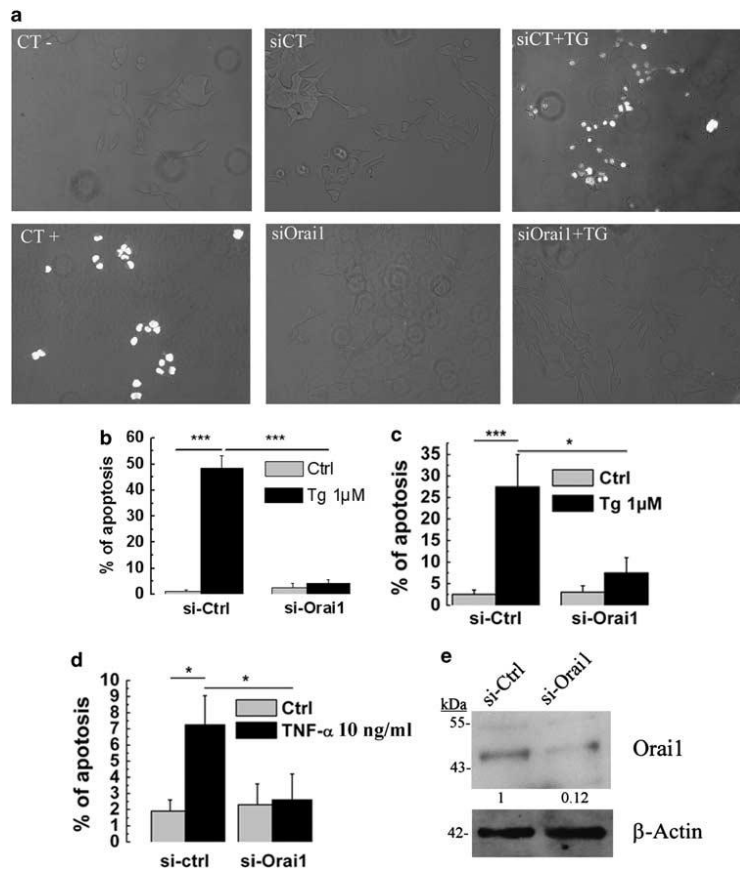 a
CT - siCT siCT+TG
CT + siOrai1 siOrai1+TG
b
% of apoptosis
60
50
40
30
20
10
0
*** ***
Ctrl
Tg 1µM
si-Ctrl si-Orai1
c
% of apotosis
35
30
25
20
15
10
5
0
*** *
Ctrl
Tg 1µM
si-Ctrl si-Orai1
d
% of apotosis
10
9
8
7
6
5
4
3
2
1
0
* *
Ctrl
TNF-α 10 ng/ml
si-ctrl si-Orai1
e
si-Ctrl si-Orai1
kDa
55-
43-
Orai1
1 0.12
42-
β-Actin